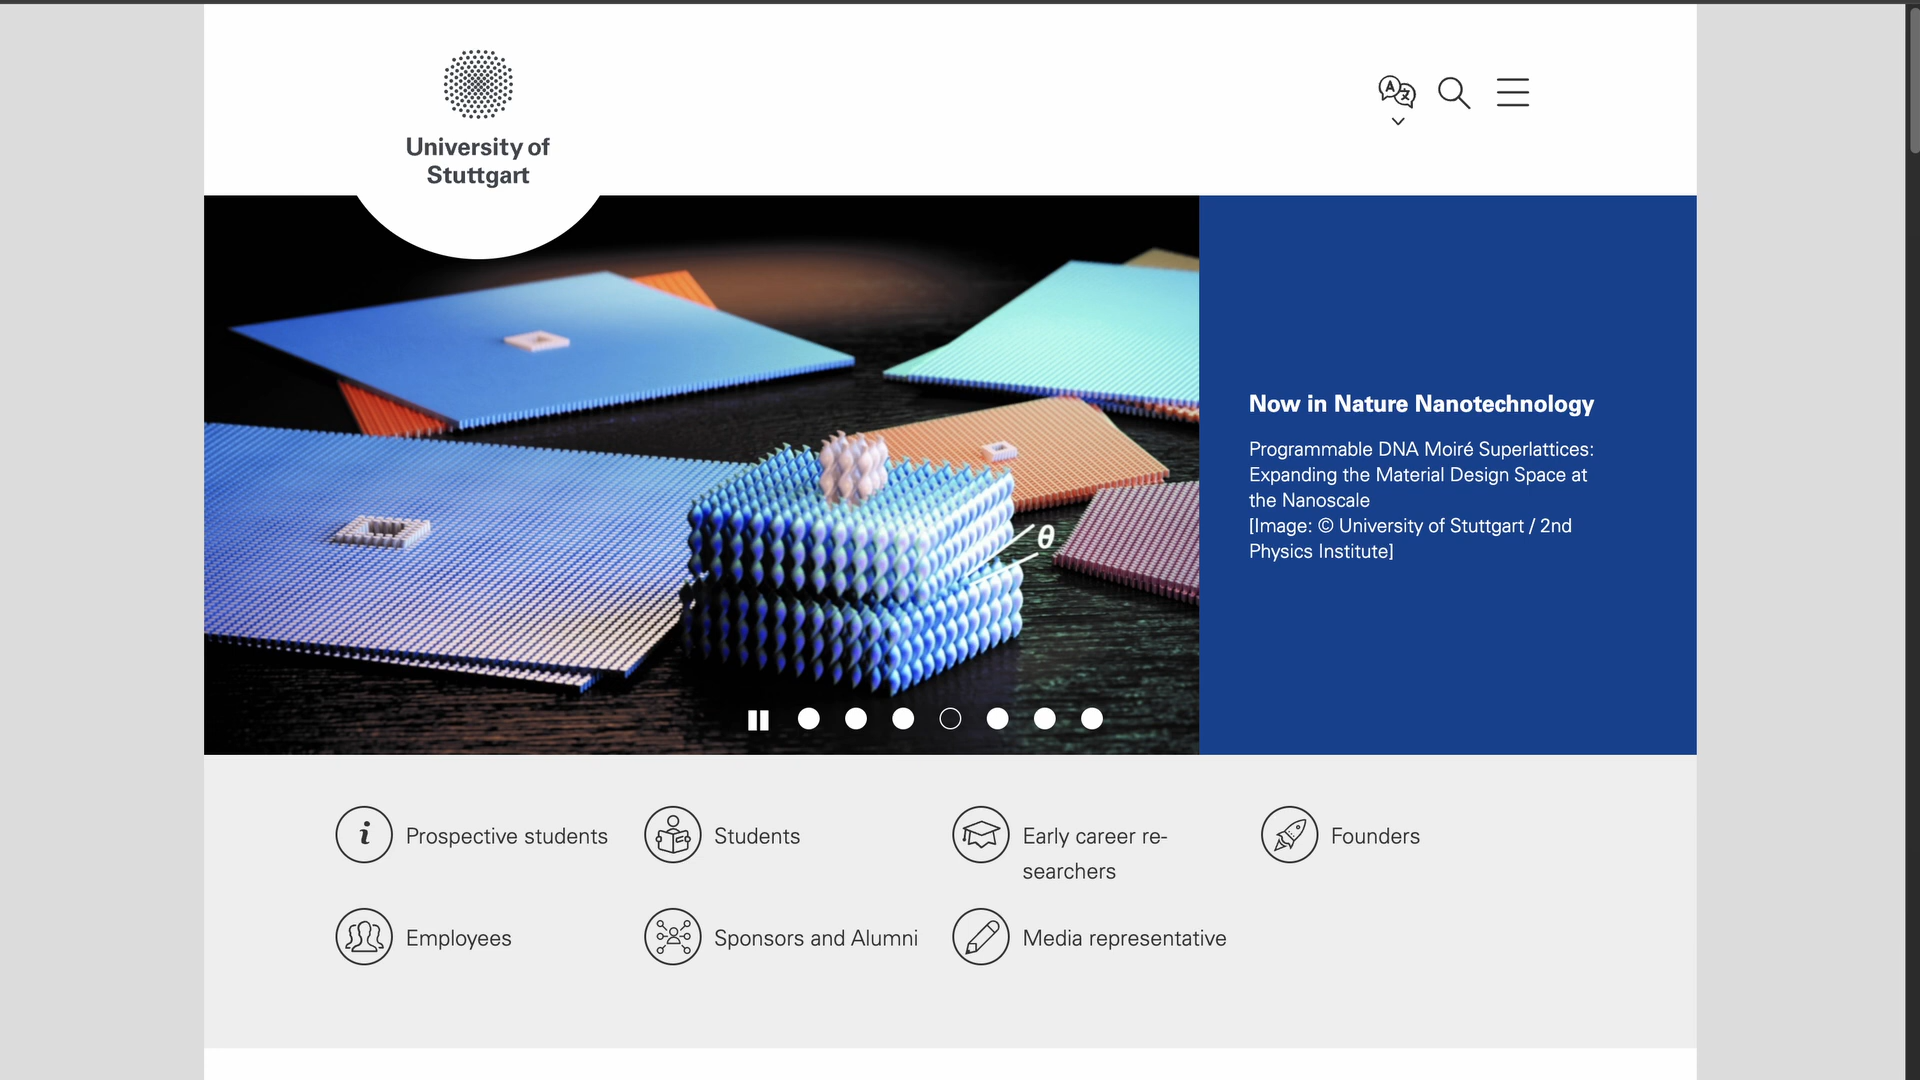 University of
Stuttgart
θ
Now in Nature Nanotechnology
Programmable DNA Moiré Superlattices:
Expanding the Material Design Space at
the Nanoscale
[Image: © University of Stuttgart / 2nd
Physics Institute]
Prospective students
Students
Early career re-
searchers
Founders
Employees
Sponsors and Alumni
Media representative